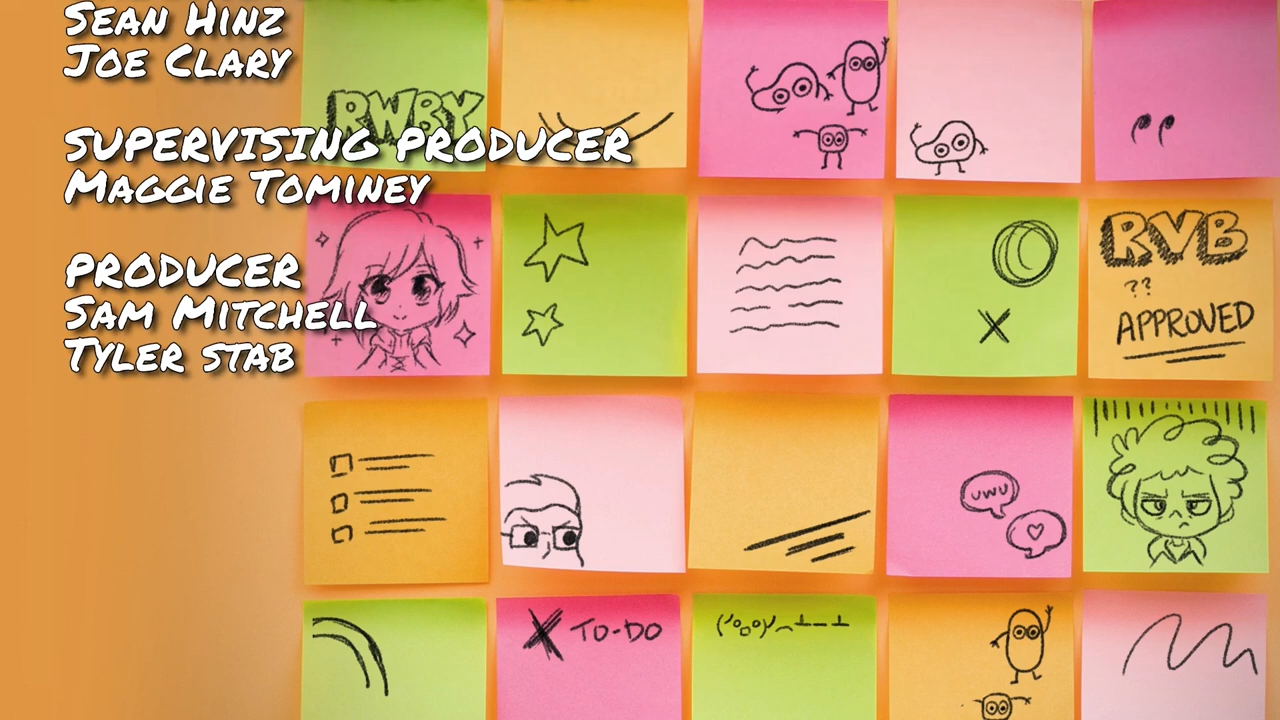 Sean Hinz
Joe Clary
RWBY
SUPERVISING PRODUCER
Maggie Tominey
PRODUCER
Sam Mitchell
Tyler Stab
RVB
??
APPROVED
UWU
X TO-DO